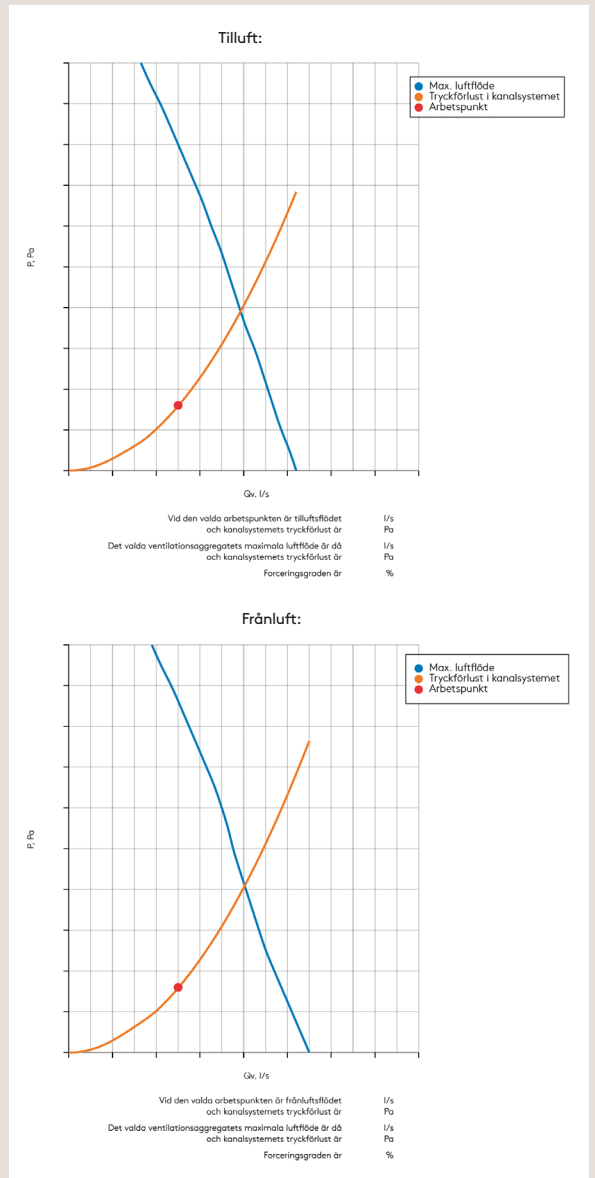 Tilluft:
Max. luftflöde
Tryckförlust i kanalsystemet
Arbetspunkt
P, Pa
Qv, l/s
Vid den valda arbetspunkten är tilluftsflödet l/s
och kanalsystemets tryckförlust är Pa
Det valda ventilationsaggregatets maximala luftflöde är då l/s
och kanalsystemets tryckförlust är Pa
Forceringsgraden är %
Frånluft:
Max. luftflöde
Tryckförlust i kanalsystemet
Arbetspunkt
P, Pa
Qv, l/s
Vid den valda arbetspunkten är frånluftsflödet l/s
och kanalsystemets tryckförlust är Pa
Det valda ventilationsaggregatets maximala luftflöde är då l/s
och kanalsystemets tryckförlust är Pa
Forceringsgraden är %